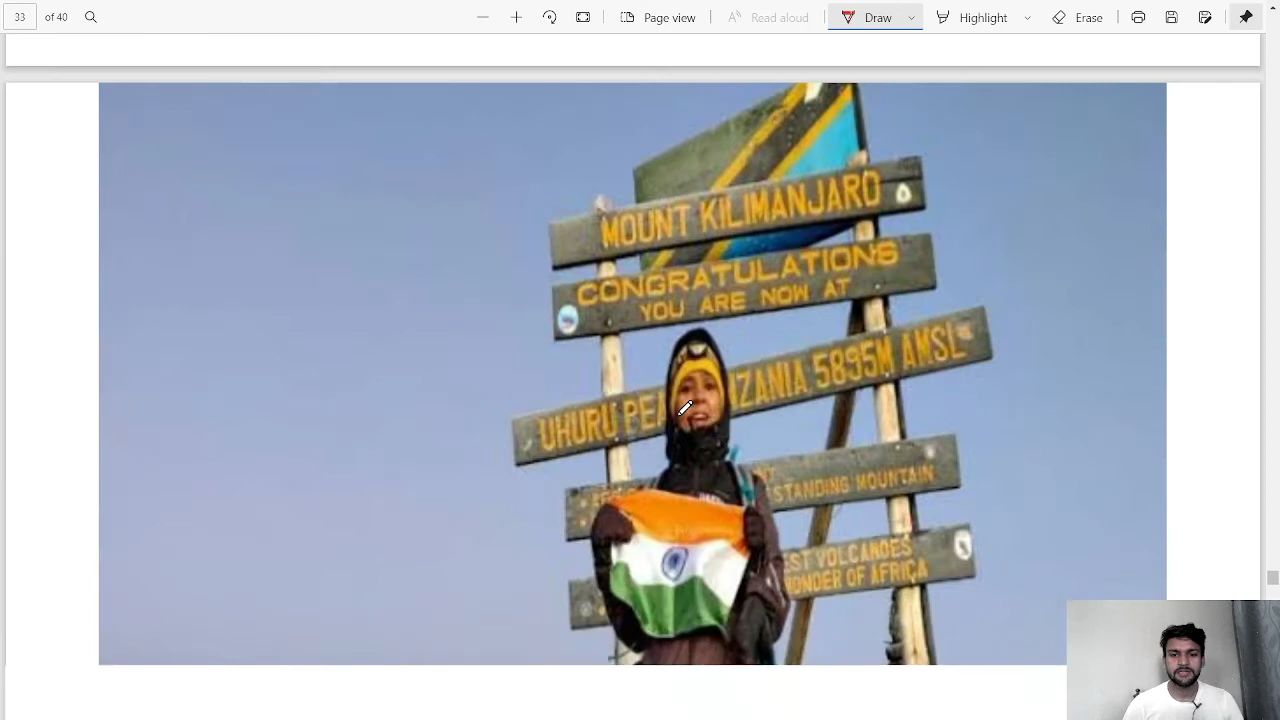 33 of 40 Page view Read aloud Draw Highlight Erase
MOUNT KILIMANJARO
CONGRATULATIONS
YOU ARE NOW AT
UHURU PEA NZANIA 5895M AMSL
STANDING MOUNTAIN
EST VOLCANOES
WONDER OF AFRICA